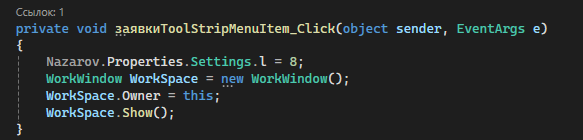 Ссылок: 1
private void заявкиToolStripMenuItem_Click(object sender, EventArgs e)
{
Nazarov.Properties.Settings.l = 8;
WorkWindow WorkSpace = new WorkWindow();
WorkSpace.Owner = this;
WorkSpace.Show();
}